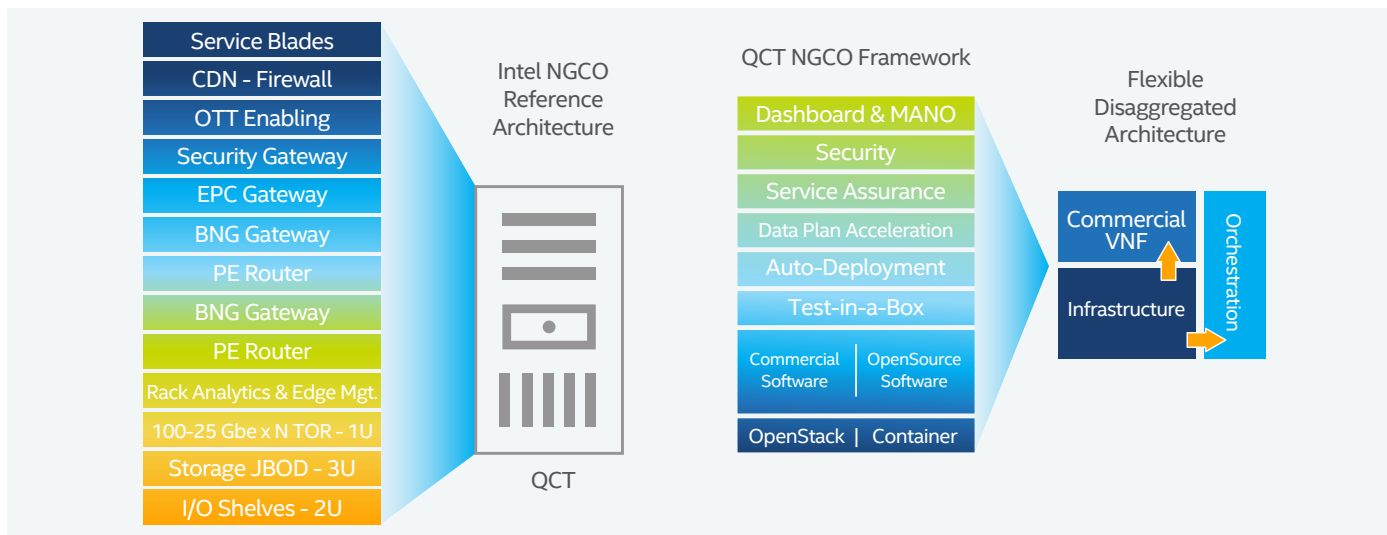 Service Blades
CDN - Firewall
OTT Enabling
Security Gateway
EPC Gateway
BNG Gateway
PE Router
BNG Gateway
PE Router
Rack Analytics & Edge Mgt.
100-25 Gbe x N TOR - 1U
Storage JBOD - 3U
I/O Shelves - 2U
Intel NGCO
Reference
Architecture
QCT
QCT NGCO Framework
Dashboard & MANO
Security
Service Assurance
Data Plan Acceleration
Auto-Deployment
Test-in-a-Box
Commercial
Software
OpenSource
Software
OpenStack | Container
Flexible
Disaggregated
Architecture
Commercial
VNF
Infrastructure
Orchestration